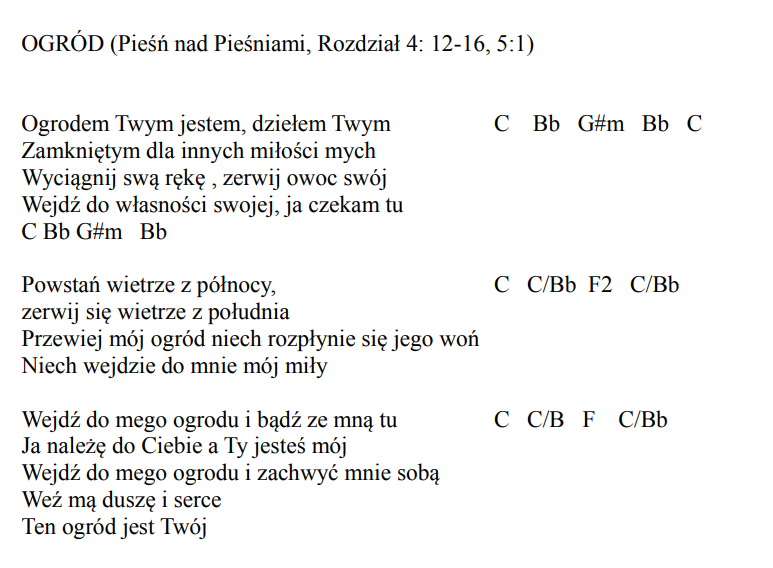 OGRÓD (Pieśń nad Pieśniami, Rozdział 4: 12-16, 5:1)
Ogrodem Twym jestem, dziełem Twym C Bb G#m Bb C
Zamkniętym dla innych miłości mych
Wyciągnij swą rękę , zerwij owoc swój
Wejdź do własności swojej, ja czekam tu
C Bb G#m Bb
Powstań wietrze z północy, C C/Bb F2 C/Bb
zerwij się wietrze z południa
Przewiej mój ogród niech rozpłynie się jego woń
Niech wejdzie do mnie mój miły
Wejdź do mego ogrodu i bądź ze mną tu C C/B F C/Bb
Ja należę do Ciebie a Ty jesteś mój
Wejdź do mego ogrodu i zachwyć mnie sobą
Weź mą duszę i serce
Ten ogród jest Twój